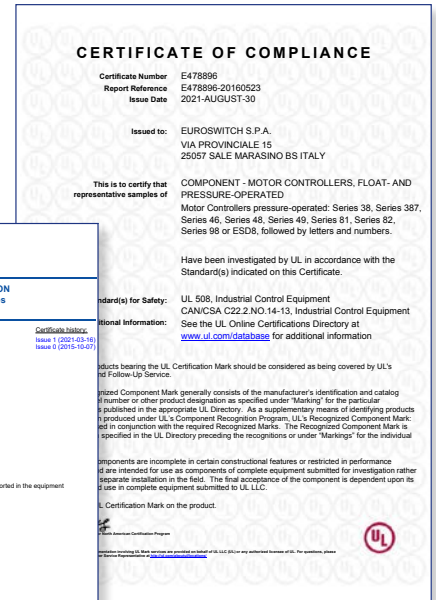 CERTIFICATE OF COMPLIANCE
Certificate Number E478896
Report Reference E478896-20160523
Issue Date 2021-AUGUST-30
Issued to: EUROSWITCH S.P.A.
VIA PROVINCIALE 15
25057 SALE MARASINO BS ITALY
This is to certify that COMPONENT - MOTOR CONTROLLERS, FLOAT- AND
representative samples of PRESSURE-OPERATED
Motor Controllers pressure-operated: Series 38, Series 387,
Series 46, Series 48, Series 49, Series 81, Series 82,
Series 98 or ESD8, followed by letters and numbers.
Have been investigated by UL in accordance with the
Standard(s) indicated on this Certificate.
ndard(s) for Safety: UL 508, Industrial Control Equipment
CAN/CSA C22.2.NO.14-13, Industrial Control Equipment
itional Information: See the UL Online Certifications Directory at
www.ul.com/database for additional information
oducts bearing the UL Certification Mark should be considered as being covered by UL's
nd Follow-Up Service.
gnized Component Mark generally consists of the manufacturer's identification and catalog
el number or other product designation as specified under "Marking" for the particular
s published in the appropriate UL Directory. As a supplementary means of identifying products
n produced under UL's Component Recognition Program, UL's Recognized Component Mark:
ed in conjunction with the required Recognized Marks. The Recognized Component Mark is
specified in the UL Directory preceding the recognitions or under "Markings" for the individual
omponents are incomplete in certain constructional features or restricted in performance
d are intended for use as components of complete equipment submitted for investigation rather
separate installation in the field. The final acceptance of the component is dependent upon its
d use in complete equipment submitted to UL LLC.
L Certification Mark on the product.
North American Certification Program
UL
ON
s
Certificate history:
Issue 1 (2021-03-16)
Issue 0 (2015-10-07)
orted in the equipment